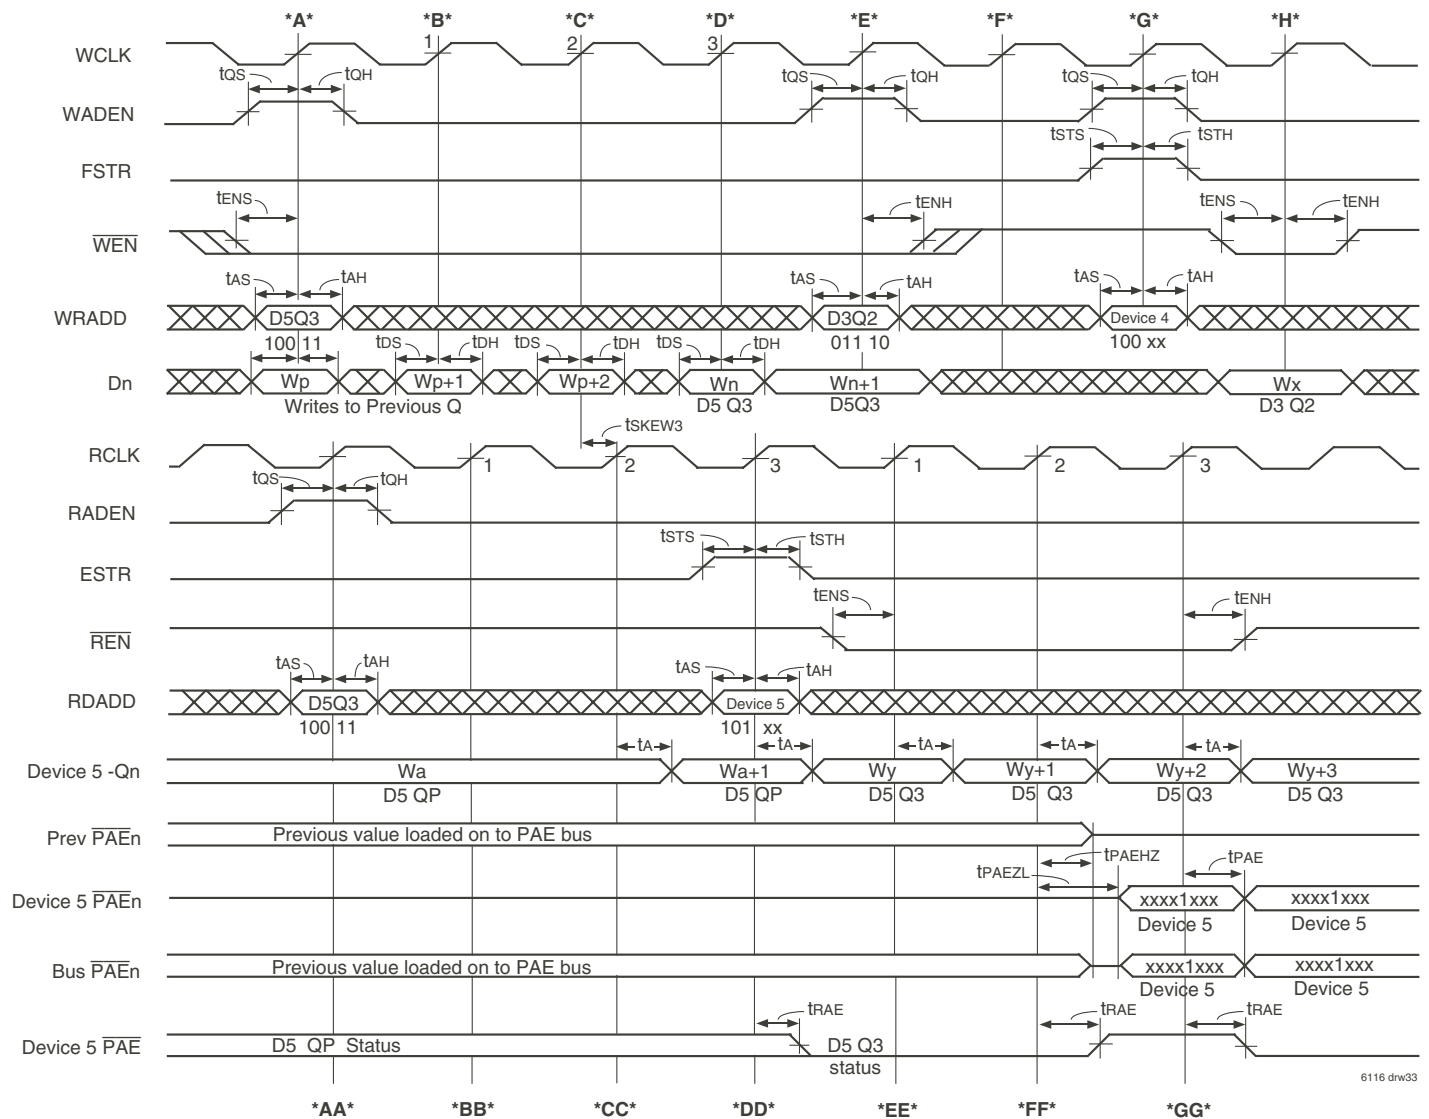 *A* *B* *C* *D* *E* *F* *G* *H*
WCLK 1 2 3
tQS tQH tQS tQH tQS tQH
WADEN
tSTS tSTH
FSTR
tENS tENH tENS tENH
WEN
tAS tAH tAS tAH tAS tAH
WRADD D5Q3 D3Q2 Device 4
100 11 011 10 100 xx
tDS tDH tDS tDH tDS tDH
Dn Wp Wp+1 Wp+2 Wn Wn+1 Wx
Writes to Previous Q D5 Q3 D5Q3 D3 Q2
tSKEW3
RCLK 1 2 3 1 2 3
tQS tQH
RADEN
tSTS tSTH
ESTR
tENS tENH
REN
tAS tAH tAS tAH
RDADD D5Q3 Device 5
100 11 101 xx
tA tA tA tA tA
Device 5 -Qn Wa Wa+1 Wy Wy+1 Wy+2 Wy+3
D5 QP D5 QP D5 Q3 D5 Q3 D5 Q3 D5 Q3
Prev PAEn Previous value loaded on to PAE bus
tPAEHZ tPAE
tPAEZL
Device 5 PAEn xxxx1xxx xxxx1xxx
Device 5 Device 5
Bus PAEn Previous value loaded on to PAE bus xxxx1xxx xxxx1xxx
Device 5 Device 5
tRAE tRAE tRAE
Device 5 PAE D5 QP Status D5 Q3
status
6116 drw33
*AA* *BB* *CC* *DD* *EE* *FF* *GG*